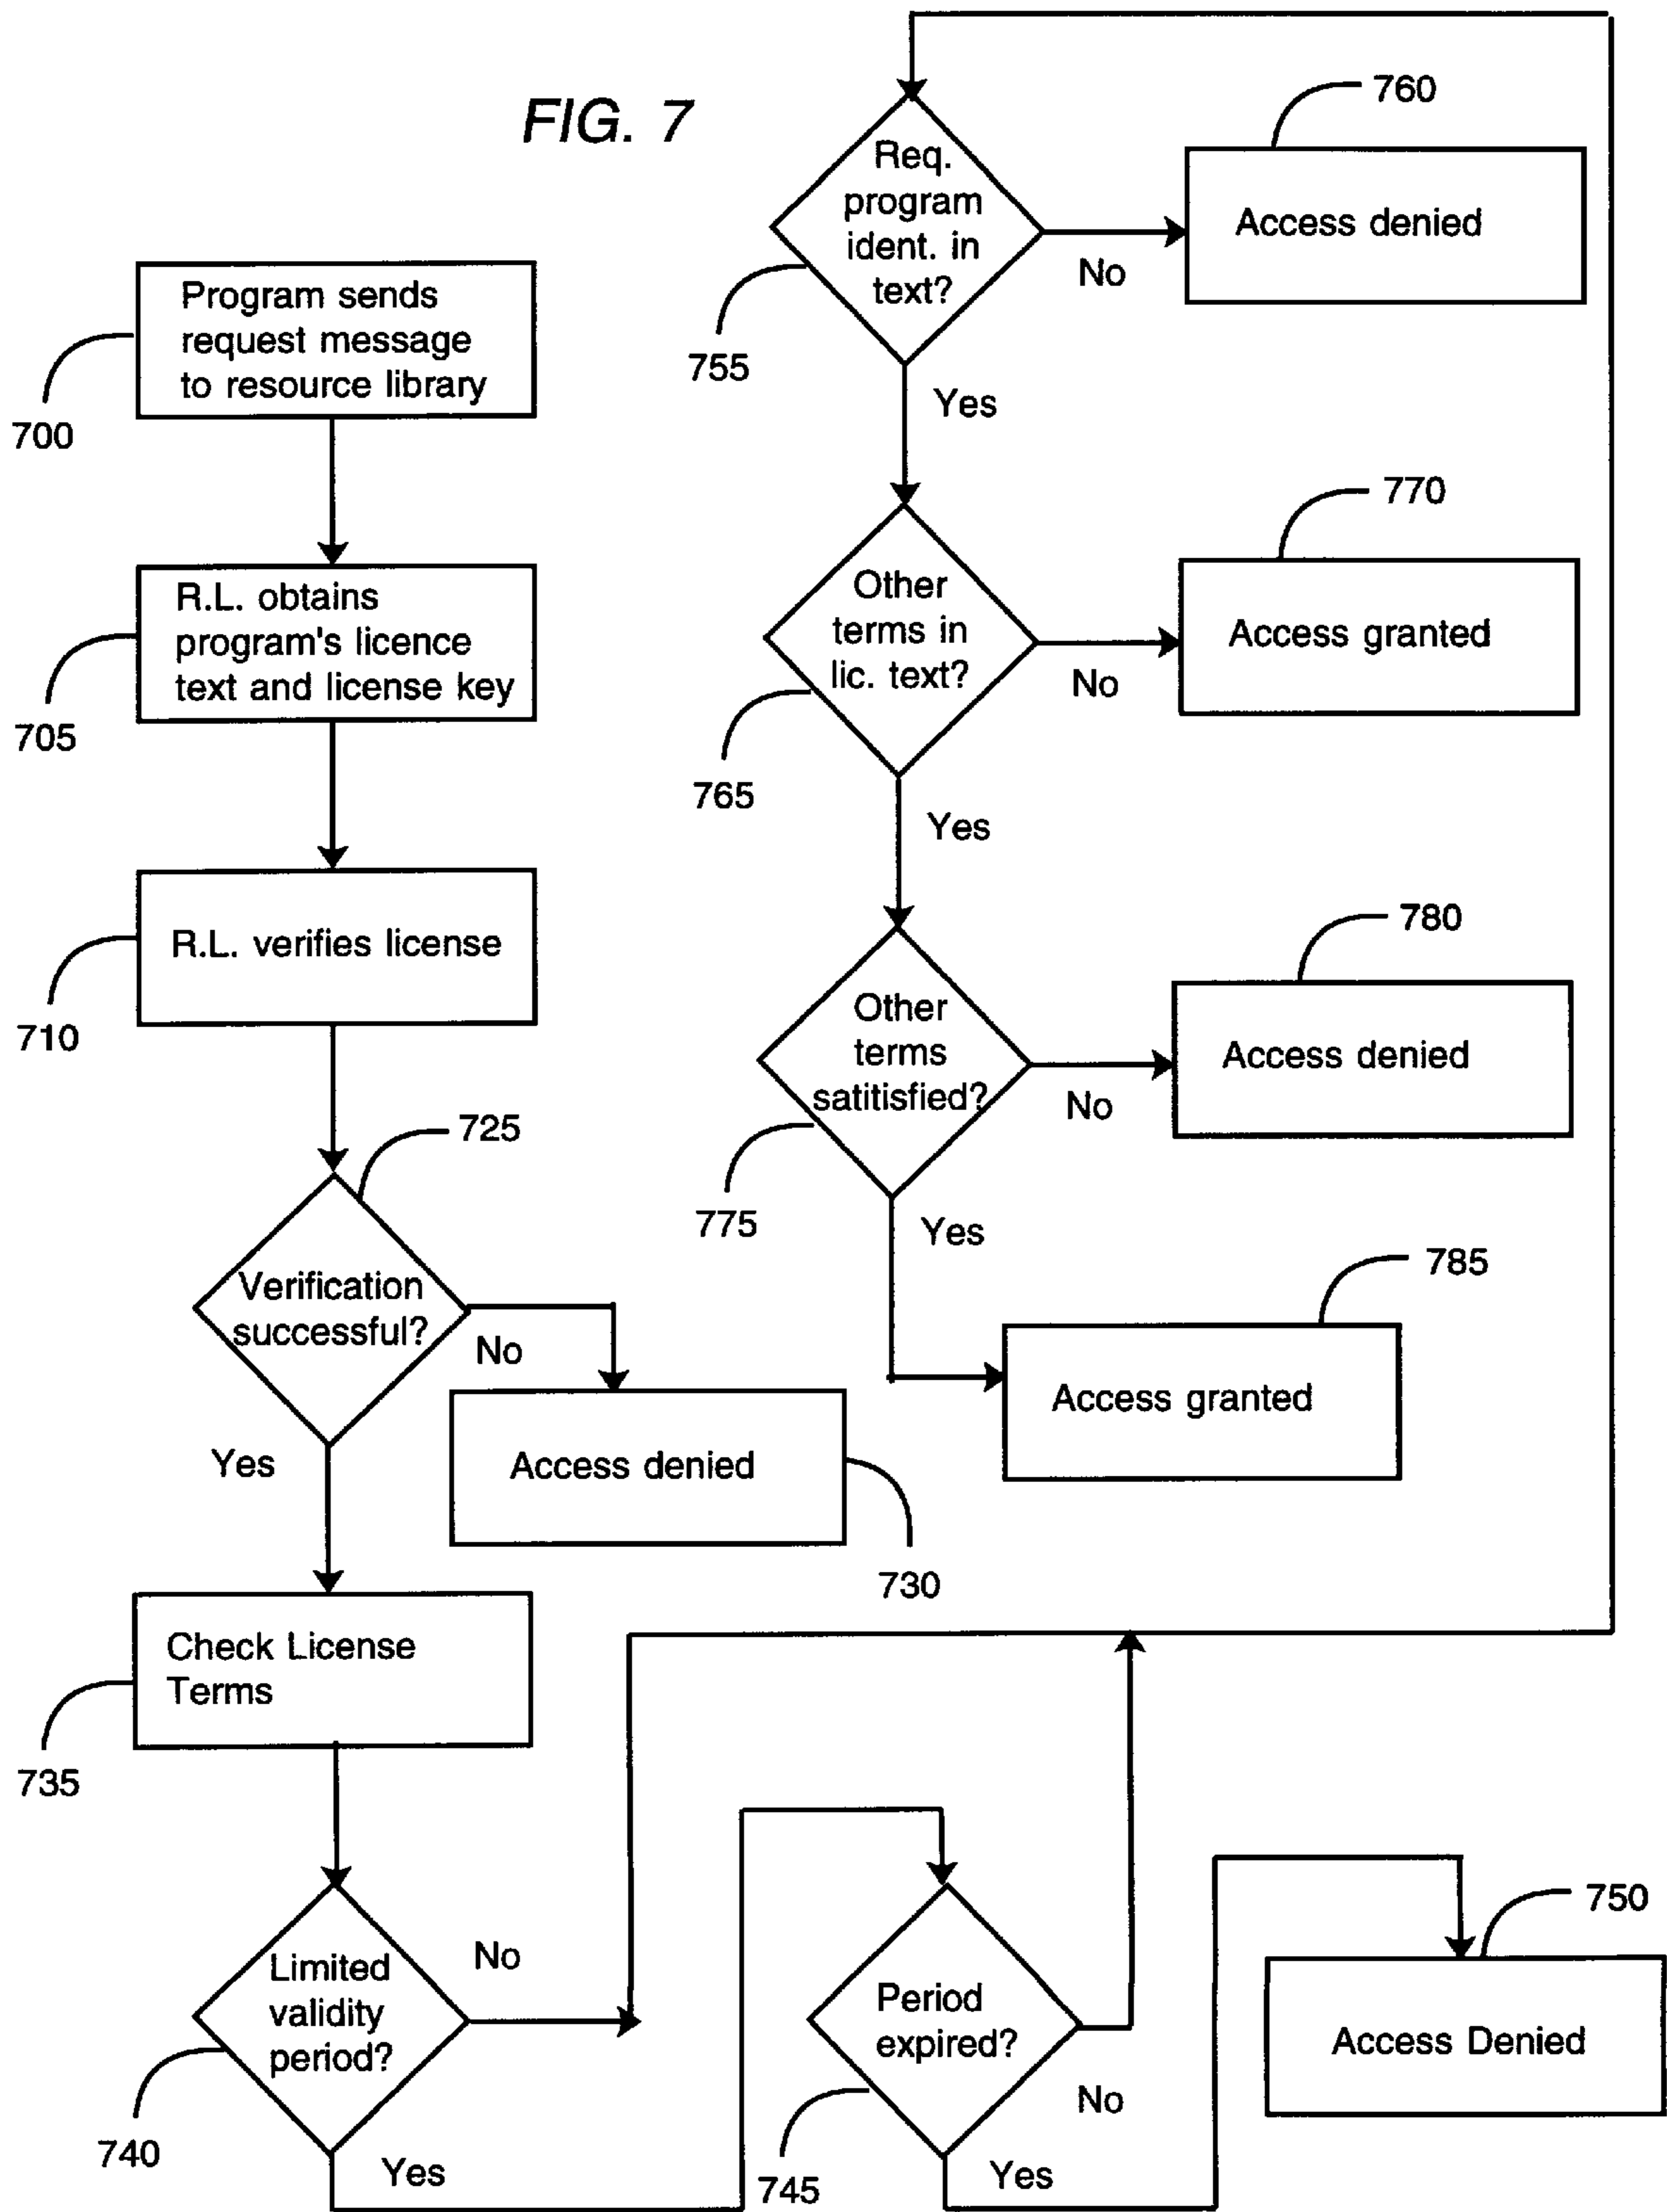 FIG. 7
Program sends
request message
to resource library
700
R.L. obtains
program's licence
text and license key
705
R.L. verifies license
710
725
Verification
successful?
No
Yes
Access denied
730
Check License
Terms
735
Limited
validity
period?
No
740
Yes
Period
expired?
No
745
Yes
750
Access Denied
Req.
program
ident. in
text?
755
No
760
Access denied
Yes
Other
terms in
lic. text?
765
No
770
Access granted
Yes
Other
terms
satitisfied?
775
No
780
Access denied
Yes
785
Access granted